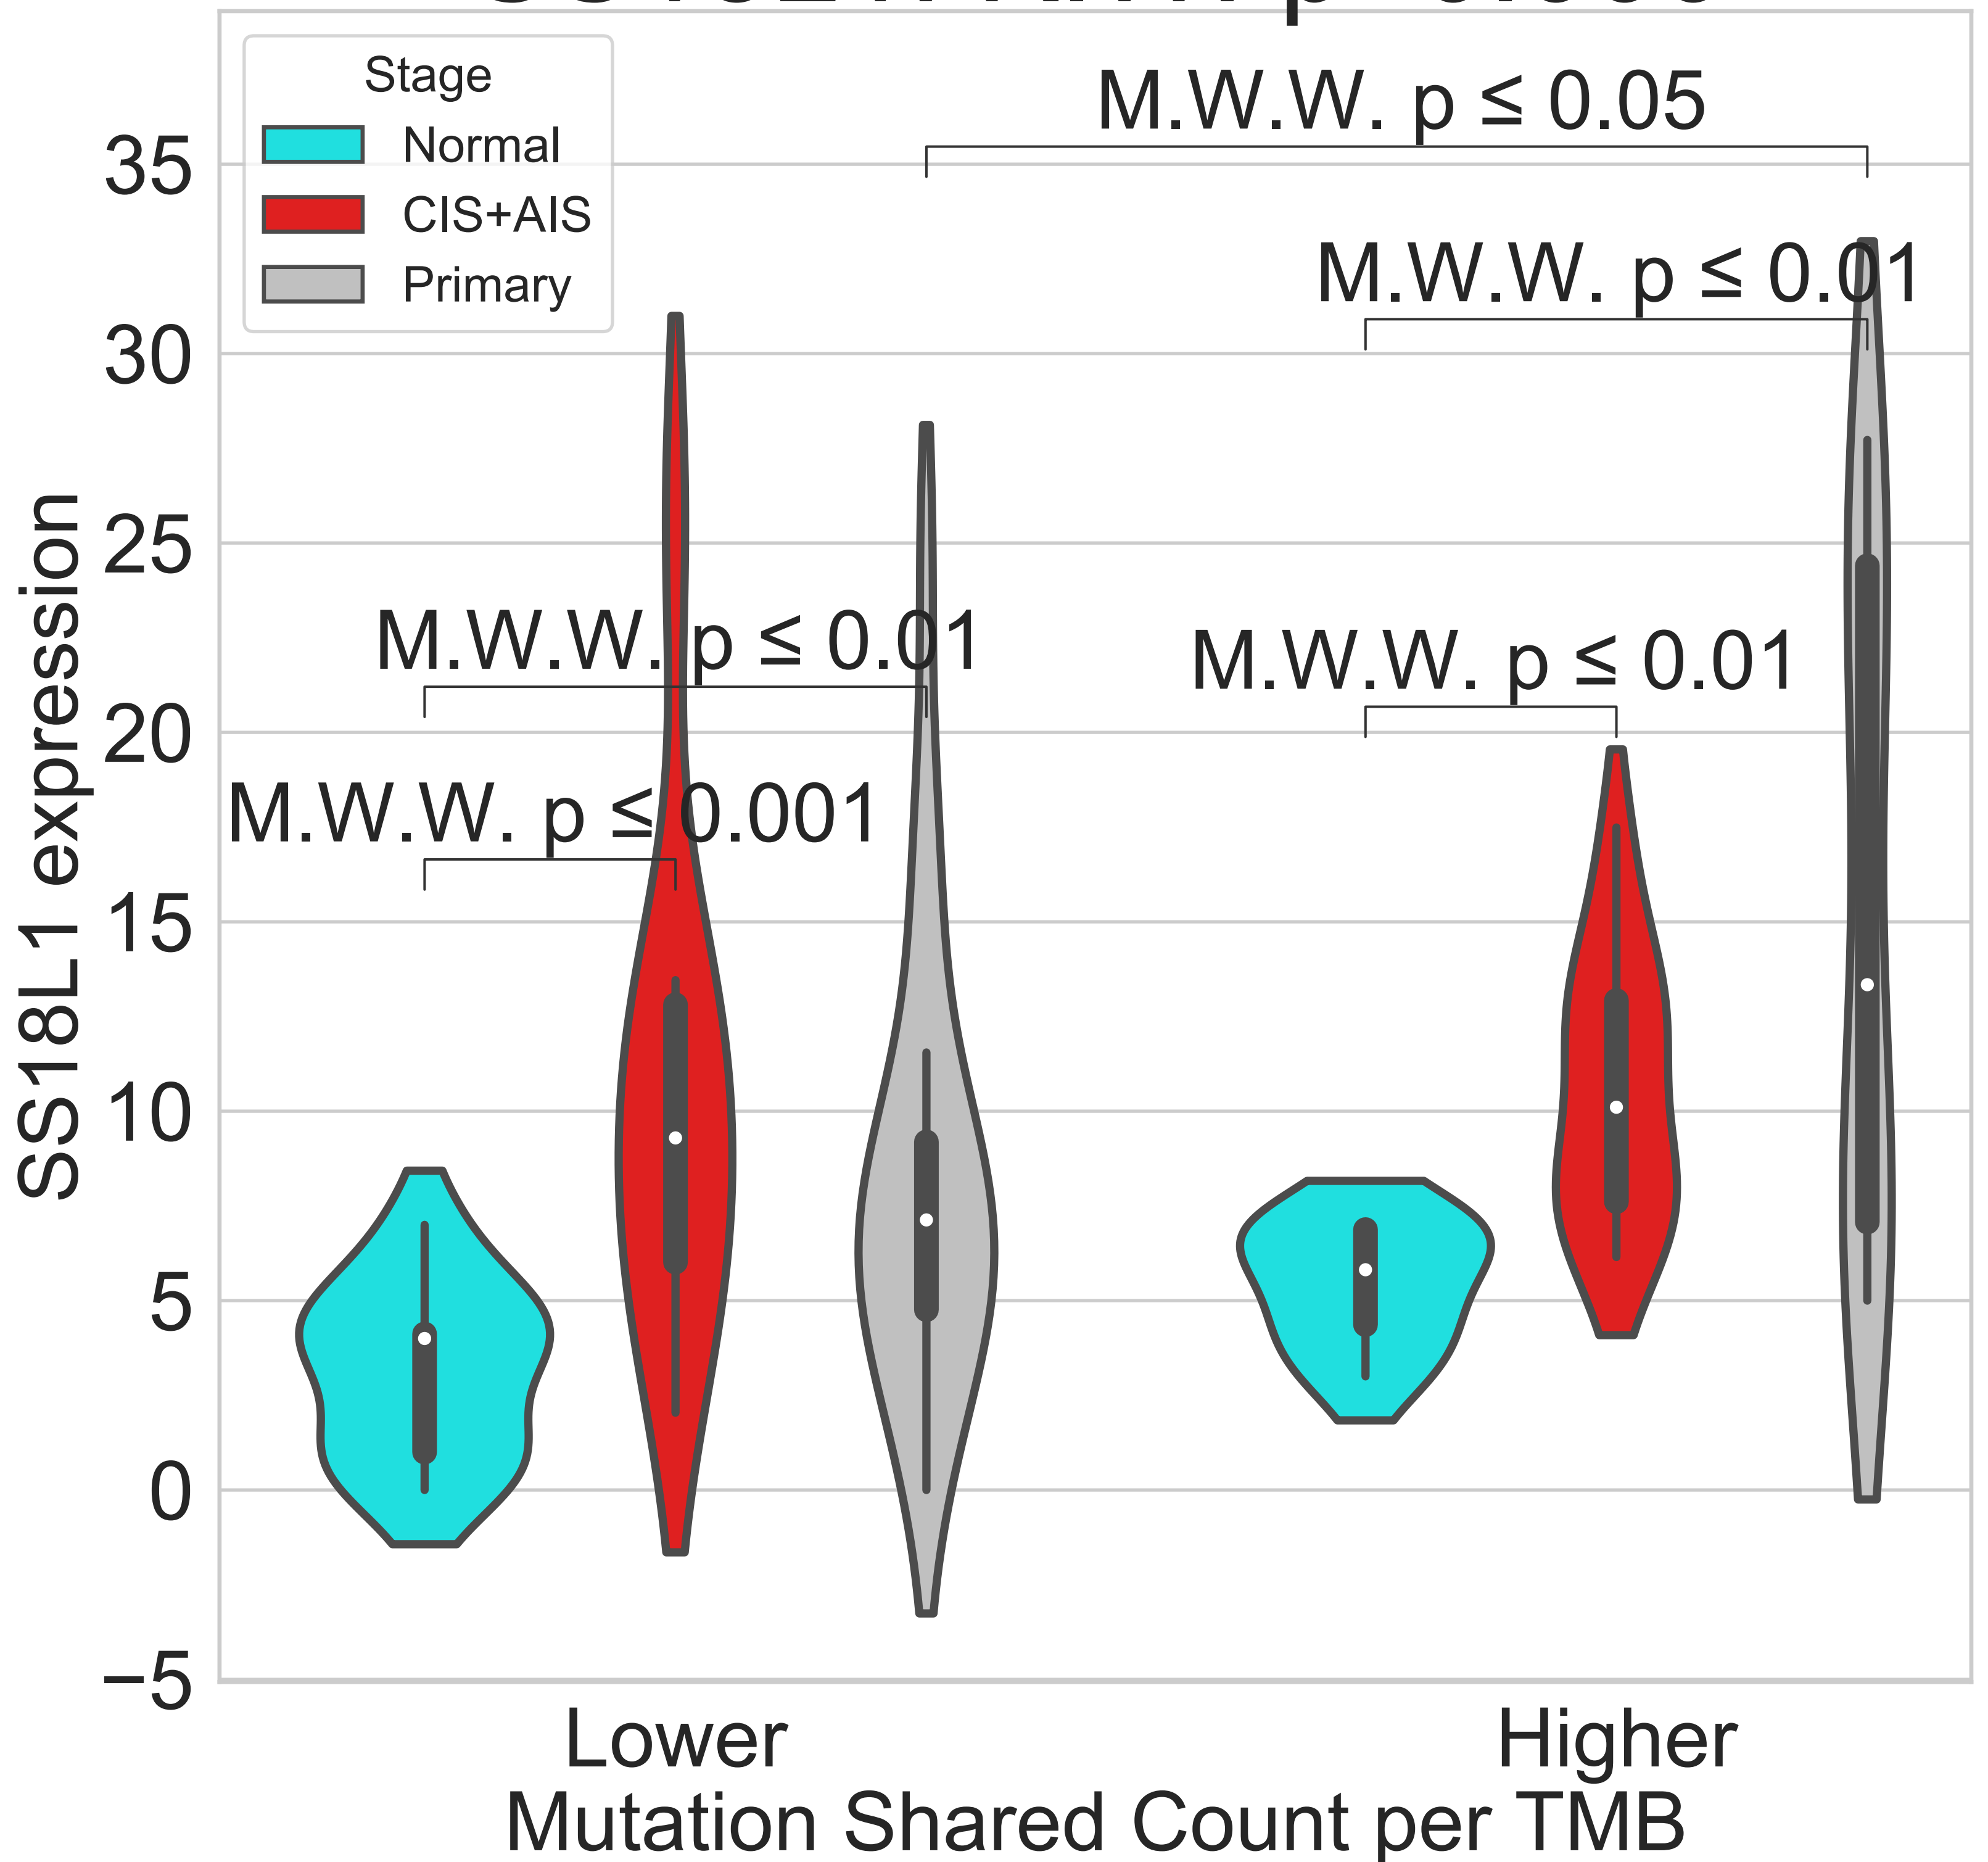 Stage
Normal
CIS+AIS
Primary
M.W.W. p ≤ 0.05
M.W.W. p ≤ 0.01
M.W.W. p ≤ 0.01
M.W.W. p ≤ 0.01
M.W.W. p ≤ 0.001
SS18L1 expression
35
30
25
20
15
10
5
0
−5
Lower
Higher
Mutation Shared Count per TMB